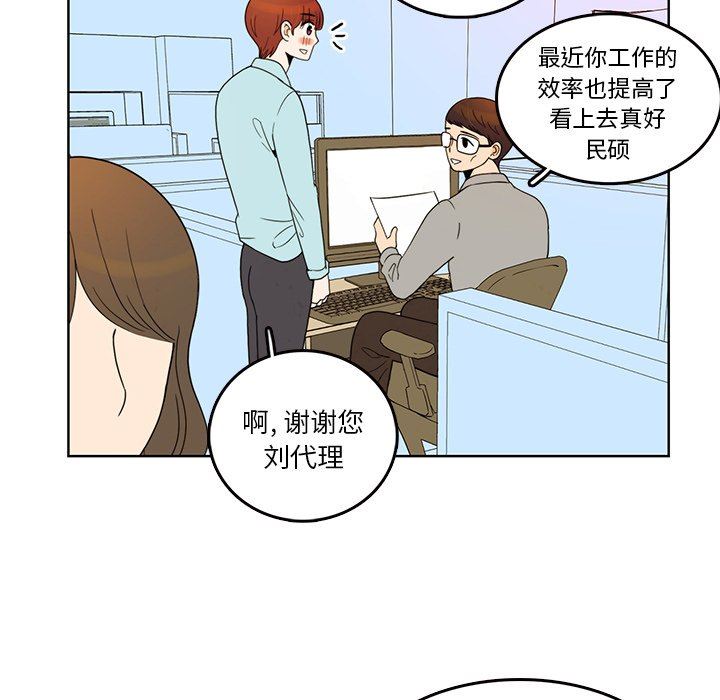 最近你工作的
效率也提高了
看上去真好
民硕
啊, 谢谢您
刘代理